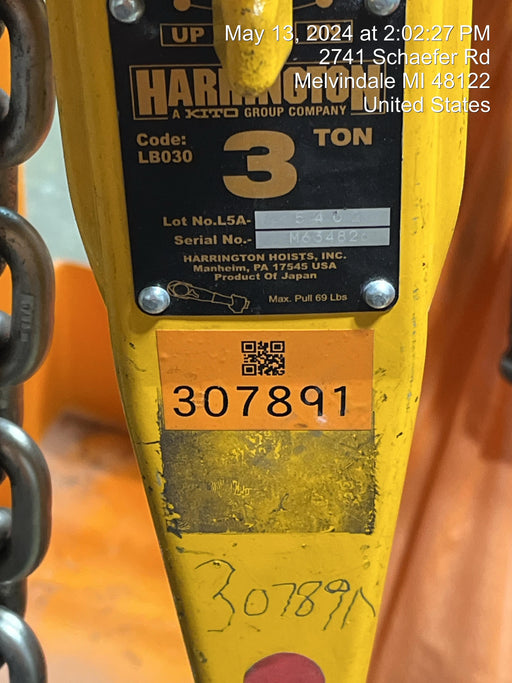 May 13, 2024 at 2:02:27 PM
2741 Schaefer Rd
Melvindale MI 48122
United States
UP
HARRINGTON
A KITO GROUP COMPANY
Code:
LB030
3 TON
Lot No.L5A-
Serial No.- M634826
HARRINGTON HOISTS, INC.
Manheim, PA 17545 USA
Product Of Japan
Max. Pull 69 Lbs
307891
307891